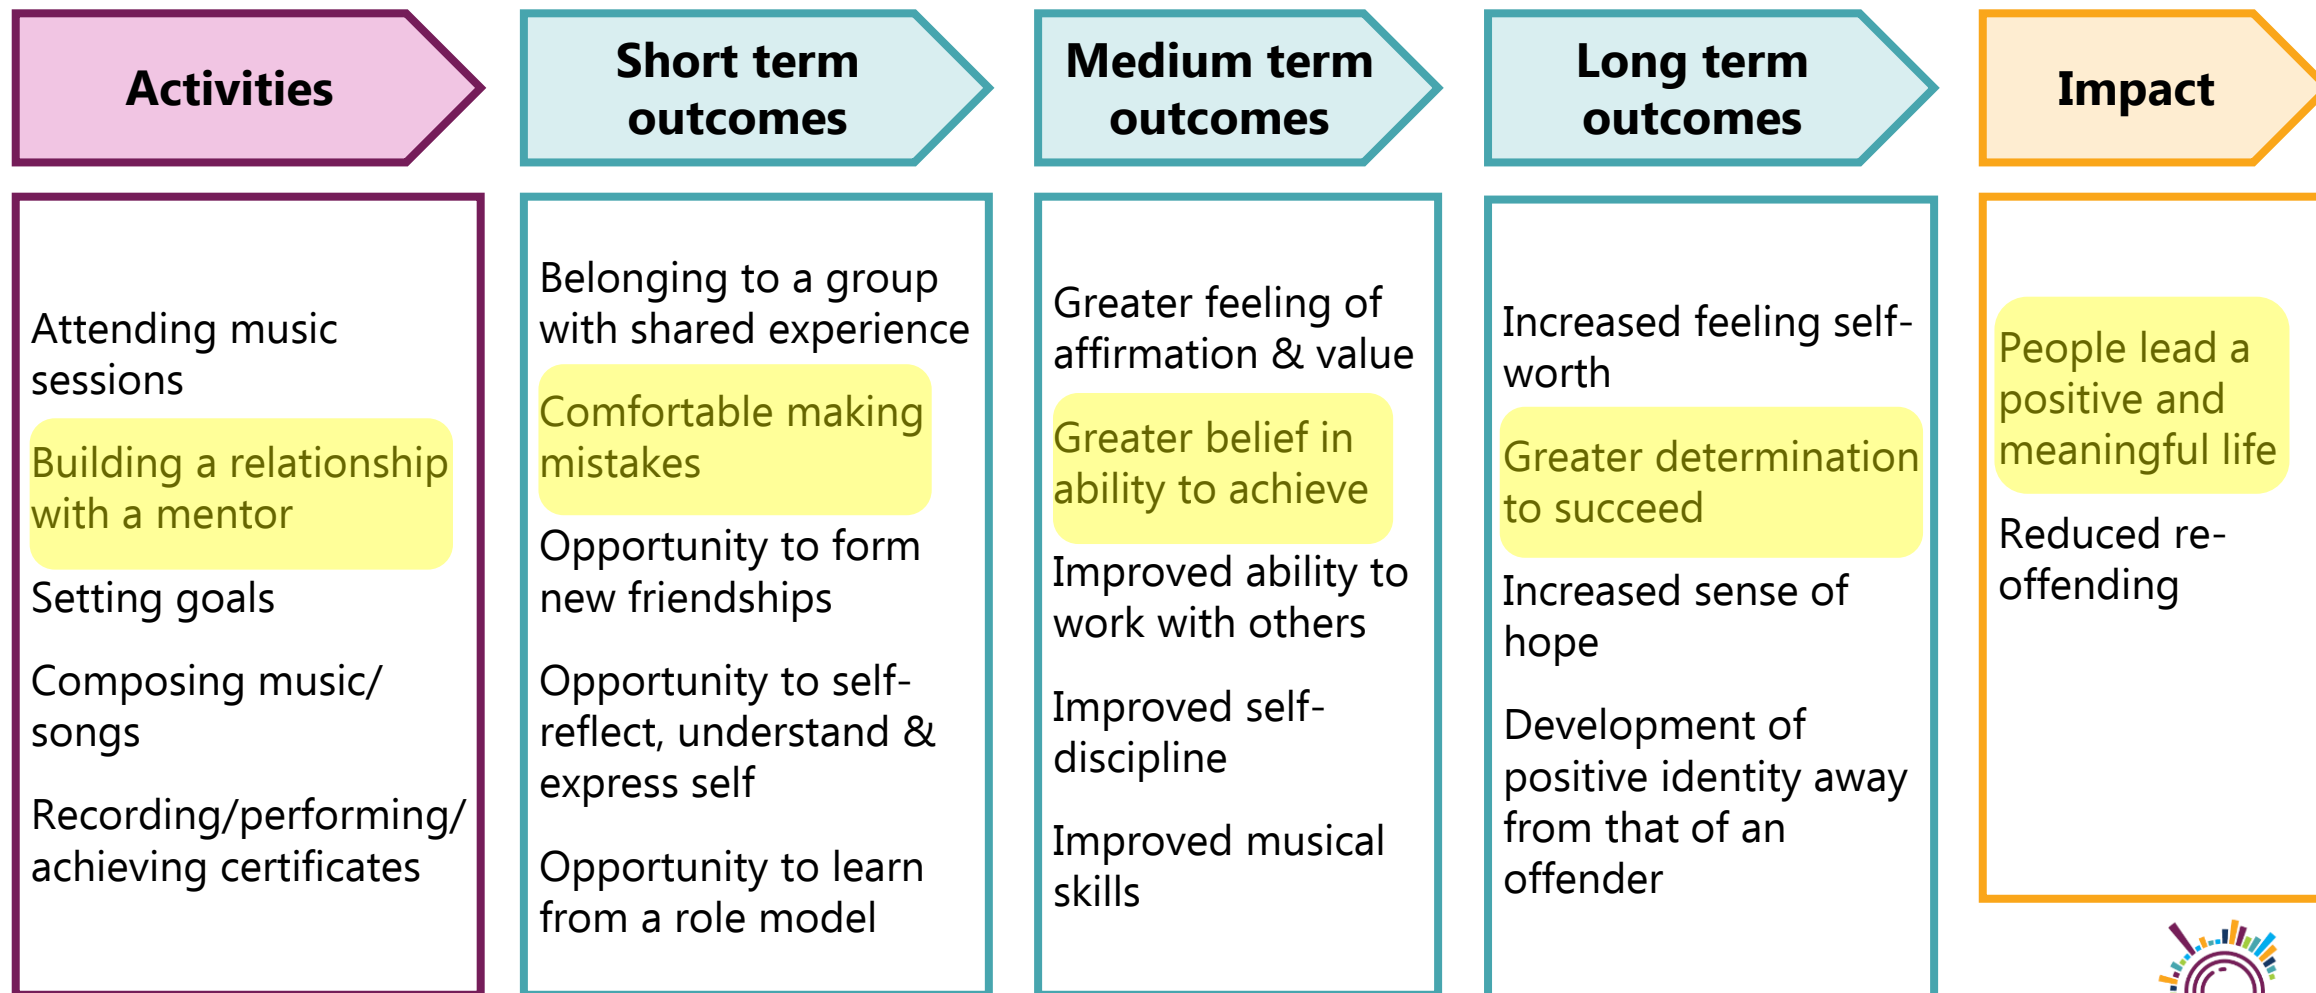 Activities
Short term
outcomes
Medium term
outcomes
Long term
outcomes
Impact
Attending music
sessions
Building a relationship
with a mentor
Setting goals
Composing music/
songs
Recording/performing/
achieving certificates
Belonging to a group
with shared experience
Comfortable making
mistakes
Opportunity to form
new friendships
Opportunity to self-
reflect, understand &
express self
Opportunity to learn
from a role model
Greater feeling of
affirmation & value
Greater belief in
ability to achieve
Improved ability to
work with others
Improved self-
discipline
Improved musical
skills
Increased feeling self-
worth
Greater determination
to succeed
Increased sense of
hope
Development of
positive identity away
from that of an
offender
People lead a
positive and
meaningful life
Reduced re-
offending